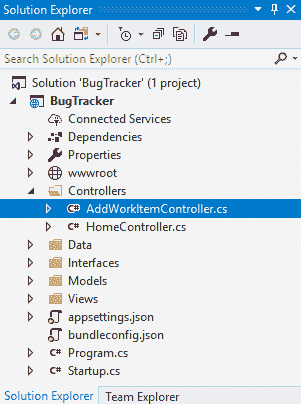 Solution Explorer
Search Solution Explorer (Ctrl+;)
Solution 'BugTracker' (1 project)
BugTracker
Connected Services
Dependencies
Properties
wwwroot
Controllers
C# AddWorkItemController.cs
C# HomeController.cs
Data
Interfaces
Models
Views
appsettings.json
bundleconfig.json
C# Program.cs
C# Startup.cs
Solution Explorer Team Explorer